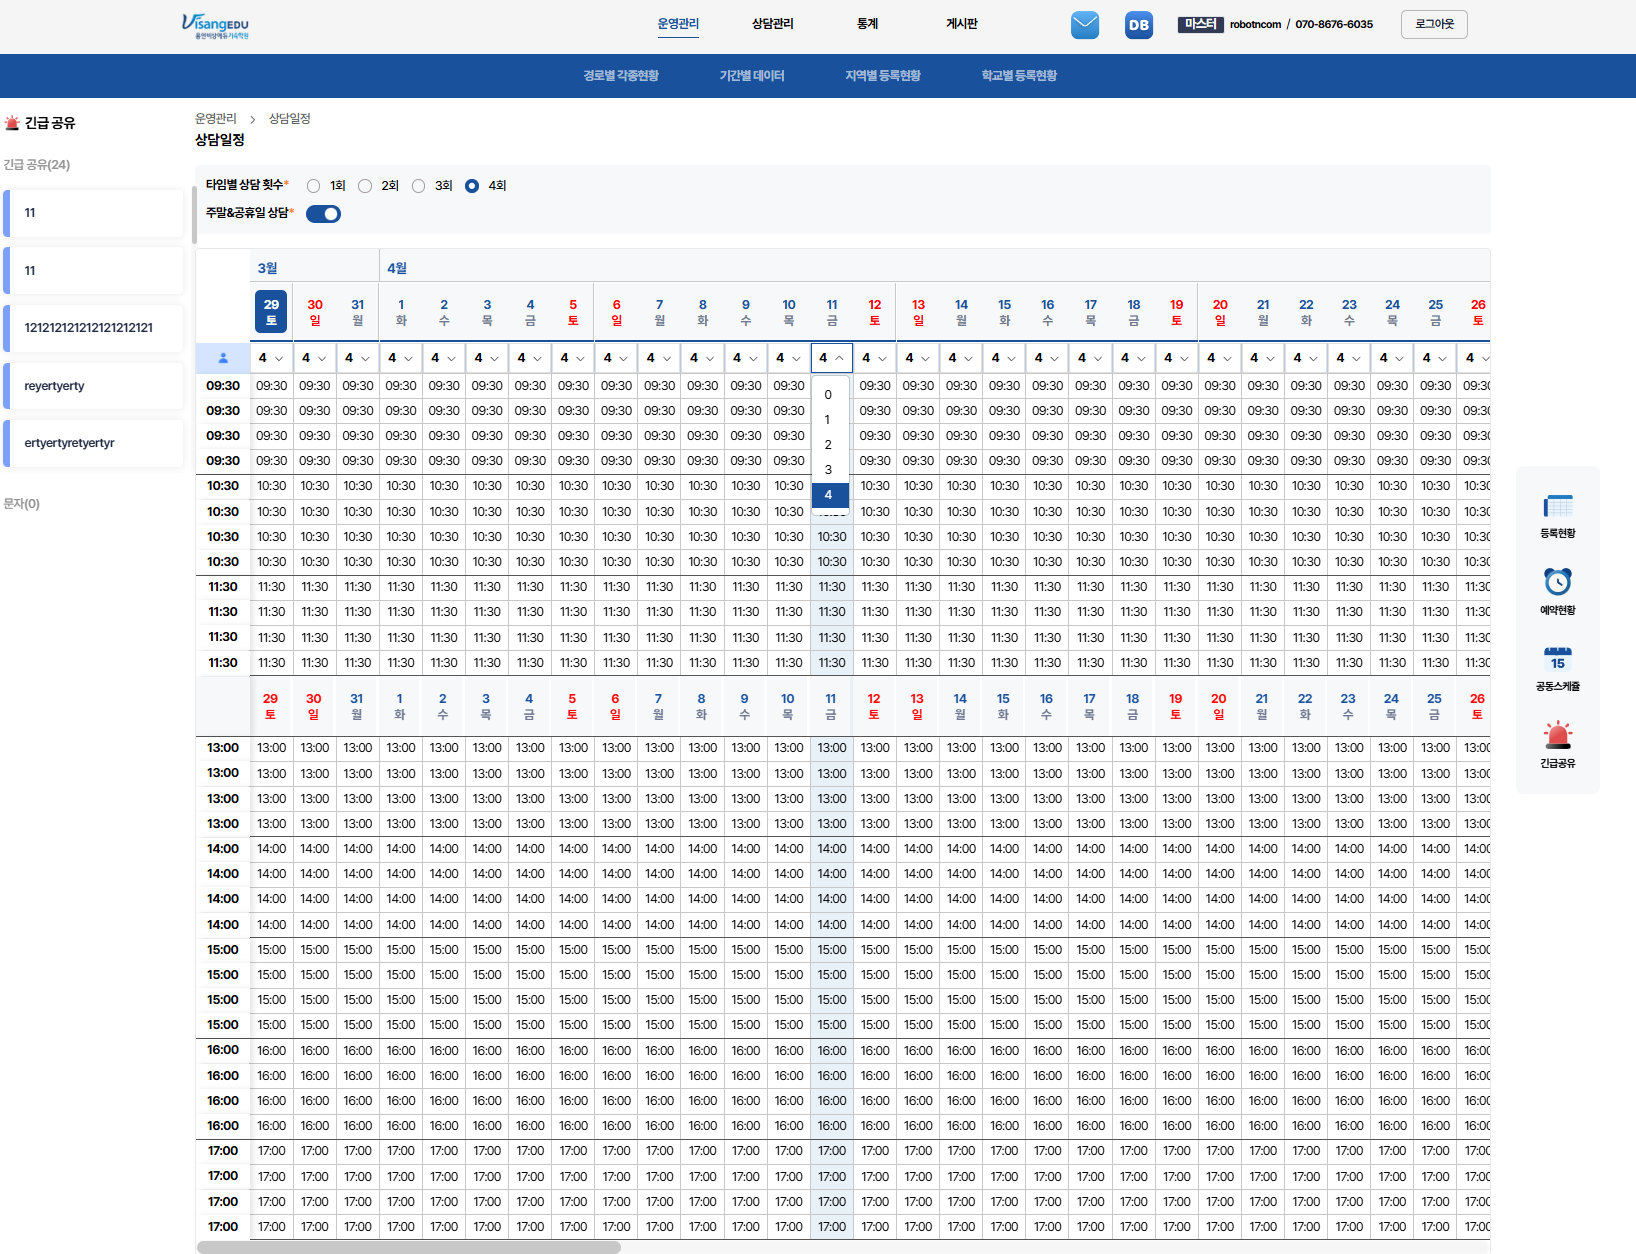 VisangEDU
용인비상에듀기숙학원
운영관리 상담관리 통계 게시판
DB
마스터 robotncom / 070-8676-6035
로그아웃
경로별 각종현황 기간별 데이터 지역별 등록현황 학교별 등록현황
긴급 공유
긴급 공유(24)
11
11
121212121212121212121
reyertyerty
ertyertyretyertyr
문자(0)
운영관리 > 상담일정
상담일정
타임별 상담 횟수* 1회 2회 3회 4회
주말&공휴일 상담*
3월 4월
29 30 31 1 2 3 4 5 6 7 8 9 10 11 12 13 14 15 16 17 18 19 20 21 22 23 24 25 26
토 일 월 화 수 목 금 토 일 월 화 수 목 금 토 일 월 화 수 목 금 토 일 월 화 수 목 금 토
4 4 4 4 4 4 4 4 4 4 4 4 4 4 4 4 4 4 4 4 4 4 4 4 4 4 4 4 4
09:30 09:30 09:30 09:30 09:30 09:30 09:30 09:30 09:30 09:30 09:30 09:30 09:30 09:30 09:30 09:30 09:30 09:30 09:30 09:30 09:30 09:30 09:30 09:30 09:30 09:30 09:30 09:30 09:30
0
09:30 09:30 09:30 09:30 09:30 09:30 09:30 09:30 09:30 09:30 09:30 09:30 09:30 09:30 09:30 09:30 09:30 09:30 09:30 09:30 09:30 09:30 09:30 09:30 09:30 09:30 09:30 09:30 09:30
1
09:30 09:30 09:30 09:30 09:30 09:30 09:30 09:30 09:30 09:30 09:30 09:30 09:30 09:30 09:30 09:30 09:30 09:30 09:30 09:30 09:30 09:30 09:30 09:30 09:30 09:30 09:30 09:30 09:30
2
09:30 09:30 09:30 09:30 09:30 09:30 09:30 09:30 09:30 09:30 09:30 09:30 09:30 09:30 09:30 09:30 09:30 09:30 09:30 09:30 09:30 09:30 09:30 09:30 09:30 09:30 09:30 09:30 09:30
3
10:30 10:30 10:30 10:30 10:30 10:30 10:30 10:30 10:30 10:30 10:30 10:30 10:30 10:30 10:30 10:30 10:30 10:30 10:30 10:30 10:30 10:30 10:30 10:30 10:30 10:30 10:30 10:30 10:30
4
10:30 10:30 10:30 10:30 10:30 10:30 10:30 10:30 10:30 10:30 10:30 10:30 10:30 10:30 10:30 10:30 10:30 10:30 10:30 10:30 10:30 10:30 10:30 10:30 10:30 10:30 10:30 10:30 10:30
10:30 10:30 10:30 10:30 10:30 10:30 10:30 10:30 10:30 10:30 10:30 10:30 10:30 10:30 10:30 10:30 10:30 10:30 10:30 10:30 10:30 10:30 10:30 10:30 10:30 10:30 10:30 10:30 10:30 10:30
10:30 10:30 10:30 10:30 10:30 10:30 10:30 10:30 10:30 10:30 10:30 10:30 10:30 10:30 10:30 10:30 10:30 10:30 10:30 10:30 10:30 10:30 10:30 10:30 10:30 10:30 10:30 10:30 10:30 10:30
11:30 11:30 11:30 11:30 11:30 11:30 11:30 11:30 11:30 11:30 11:30 11:30 11:30 11:30 11:30 11:30 11:30 11:30 11:30 11:30 11:30 11:30 11:30 11:30 11:30 11:30 11:30 11:30 11:30 11:30
11:30 11:30 11:30 11:30 11:30 11:30 11:30 11:30 11:30 11:30 11:30 11:30 11:30 11:30 11:30 11:30 11:30 11:30 11:30 11:30 11:30 11:30 11:30 11:30 11:30 11:30 11:30 11:30 11:30 11:30
11:30 11:30 11:30 11:30 11:30 11:30 11:30 11:30 11:30 11:30 11:30 11:30 11:30 11:30 11:30 11:30 11:30 11:30 11:30 11:30 11:30 11:30 11:30 11:30 11:30 11:30 11:30 11:30 11:30 11:30
11:30 11:30 11:30 11:30 11:30 11:30 11:30 11:30 11:30 11:30 11:30 11:30 11:30 11:30 11:30 11:30 11:30 11:30 11:30 11:30 11:30 11:30 11:30 11:30 11:30 11:30 11:30 11:30 11:30 11:30
29 30 31 1 2 3 4 5 6 7 8 9 10 11 12 13 14 15 16 17 18 19 20 21 22 23 24 25 26
토 일 월 화 수 목 금 토 일 월 화 수 목 금 토 일 월 화 수 목 금 토 일 월 화 수 목 금 토
13:00 13:00 13:00 13:00 13:00 13:00 13:00 13:00 13:00 13:00 13:00 13:00 13:00 13:00 13:00 13:00 13:00 13:00 13:00 13:00 13:00 13:00 13:00 13:00 13:00 13:00 13:00 13:00 13:00 13:00
13:00 13:00 13:00 13:00 13:00 13:00 13:00 13:00 13:00 13:00 13:00 13:00 13:00 13:00 13:00 13:00 13:00 13:00 13:00 13:00 13:00 13:00 13:00 13:00 13:00 13:00 13:00 13:00 13:00 13:00
13:00 13:00 13:00 13:00 13:00 13:00 13:00 13:00 13:00 13:00 13:00 13:00 13:00 13:00 13:00 13:00 13:00 13:00 13:00 13:00 13:00 13:00 13:00 13:00 13:00 13:00 13:00 13:00 13:00 13:00
13:00 13:00 13:00 13:00 13:00 13:00 13:00 13:00 13:00 13:00 13:00 13:00 13:00 13:00 13:00 13:00 13:00 13:00 13:00 13:00 13:00 13:00 13:00 13:00 13:00 13:00 13:00 13:00 13:00 13:00
14:00 14:00 14:00 14:00 14:00 14:00 14:00 14:00 14:00 14:00 14:00 14:00 14:00 14:00 14:00 14:00 14:00 14:00 14:00 14:00 14:00 14:00 14:00 14:00 14:00 14:00 14:00 14:00 14:00 14:00
14:00 14:00 14:00 14:00 14:00 14:00 14:00 14:00 14:00 14:00 14:00 14:00 14:00 14:00 14:00 14:00 14:00 14:00 14:00 14:00 14:00 14:00 14:00 14:00 14:00 14:00 14:00 14:00 14:00 14:00
14:00 14:00 14:00 14:00 14:00 14:00 14:00 14:00 14:00 14:00 14:00 14:00 14:00 14:00 14:00 14:00 14:00 14:00 14:00 14:00 14:00 14:00 14:00 14:00 14:00 14:00 14:00 14:00 14:00 14:00
14:00 14:00 14:00 14:00 14:00 14:00 14:00 14:00 14:00 14:00 14:00 14:00 14:00 14:00 14:00 14:00 14:00 14:00 14:00 14:00 14:00 14:00 14:00 14:00 14:00 14:00 14:00 14:00 14:00 14:00
15:00 15:00 15:00 15:00 15:00 15:00 15:00 15:00 15:00 15:00 15:00 15:00 15:00 15:00 15:00 15:00 15:00 15:00 15:00 15:00 15:00 15:00 15:00 15:00 15:00 15:00 15:00 15:00 15:00 15:00
15:00 15:00 15:00 15:00 15:00 15:00 15:00 15:00 15:00 15:00 15:00 15:00 15:00 15:00 15:00 15:00 15:00 15:00 15:00 15:00 15:00 15:00 15:00 15:00 15:00 15:00 15:00 15:00 15:00 15:00
15:00 15:00 15:00 15:00 15:00 15:00 15:00 15:00 15:00 15:00 15:00 15:00 15:00 15:00 15:00 15:00 15:00 15:00 15:00 15:00 15:00 15:00 15:00 15:00 15:00 15:00 15:00 15:00 15:00 15:00
15:00 15:00 15:00 15:00 15:00 15:00 15:00 15:00 15:00 15:00 15:00 15:00 15:00 15:00 15:00 15:00 15:00 15:00 15:00 15:00 15:00 15:00 15:00 15:00 15:00 15:00 15:00 15:00 15:00 15:00
16:00 16:00 16:00 16:00 16:00 16:00 16:00 16:00 16:00 16:00 16:00 16:00 16:00 16:00 16:00 16:00 16:00 16:00 16:00 16:00 16:00 16:00 16:00 16:00 16:00 16:00 16:00 16:00 16:00 16:00
16:00 16:00 16:00 16:00 16:00 16:00 16:00 16:00 16:00 16:00 16:00 16:00 16:00 16:00 16:00 16:00 16:00 16:00 16:00 16:00 16:00 16:00 16:00 16:00 16:00 16:00 16:00 16:00 16:00 16:00
16:00 16:00 16:00 16:00 16:00 16:00 16:00 16:00 16:00 16:00 16:00 16:00 16:00 16:00 16:00 16:00 16:00 16:00 16:00 16:00 16:00 16:00 16:00 16:00 16:00 16:00 16:00 16:00 16:00 16:00
16:00 16:00 16:00 16:00 16:00 16:00 16:00 16:00 16:00 16:00 16:00 16:00 16:00 16:00 16:00 16:00 16:00 16:00 16:00 16:00 16:00 16:00 16:00 16:00 16:00 16:00 16:00 16:00 16:00 16:00
17:00 17:00 17:00 17:00 17:00 17:00 17:00 17:00 17:00 17:00 17:00 17:00 17:00 17:00 17:00 17:00 17:00 17:00 17:00 17:00 17:00 17:00 17:00 17:00 17:00 17:00 17:00 17:00 17:00 17:00
17:00 17:00 17:00 17:00 17:00 17:00 17:00 17:00 17:00 17:00 17:00 17:00 17:00 17:00 17:00 17:00 17:00 17:00 17:00 17:00 17:00 17:00 17:00 17:00 17:00 17:00 17:00 17:00 17:00 17:00
17:00 17:00 17:00 17:00 17:00 17:00 17:00 17:00 17:00 17:00 17:00 17:00 17:00 17:00 17:00 17:00 17:00 17:00 17:00 17:00 17:00 17:00 17:00 17:00 17:00 17:00 17:00 17:00 17:00 17:00
17:00 17:00 17:00 17:00 17:00 17:00 17:00 17:00 17:00 17:00 17:00 17:00 17:00 17:00 17:00 17:00 17:00 17:00 17:00 17:00 17:00 17:00 17:00 17:00 17:00 17:00 17:00 17:00 17:00 17:00
등록현황
예약현황
15
공동스케쥴
긴급공유